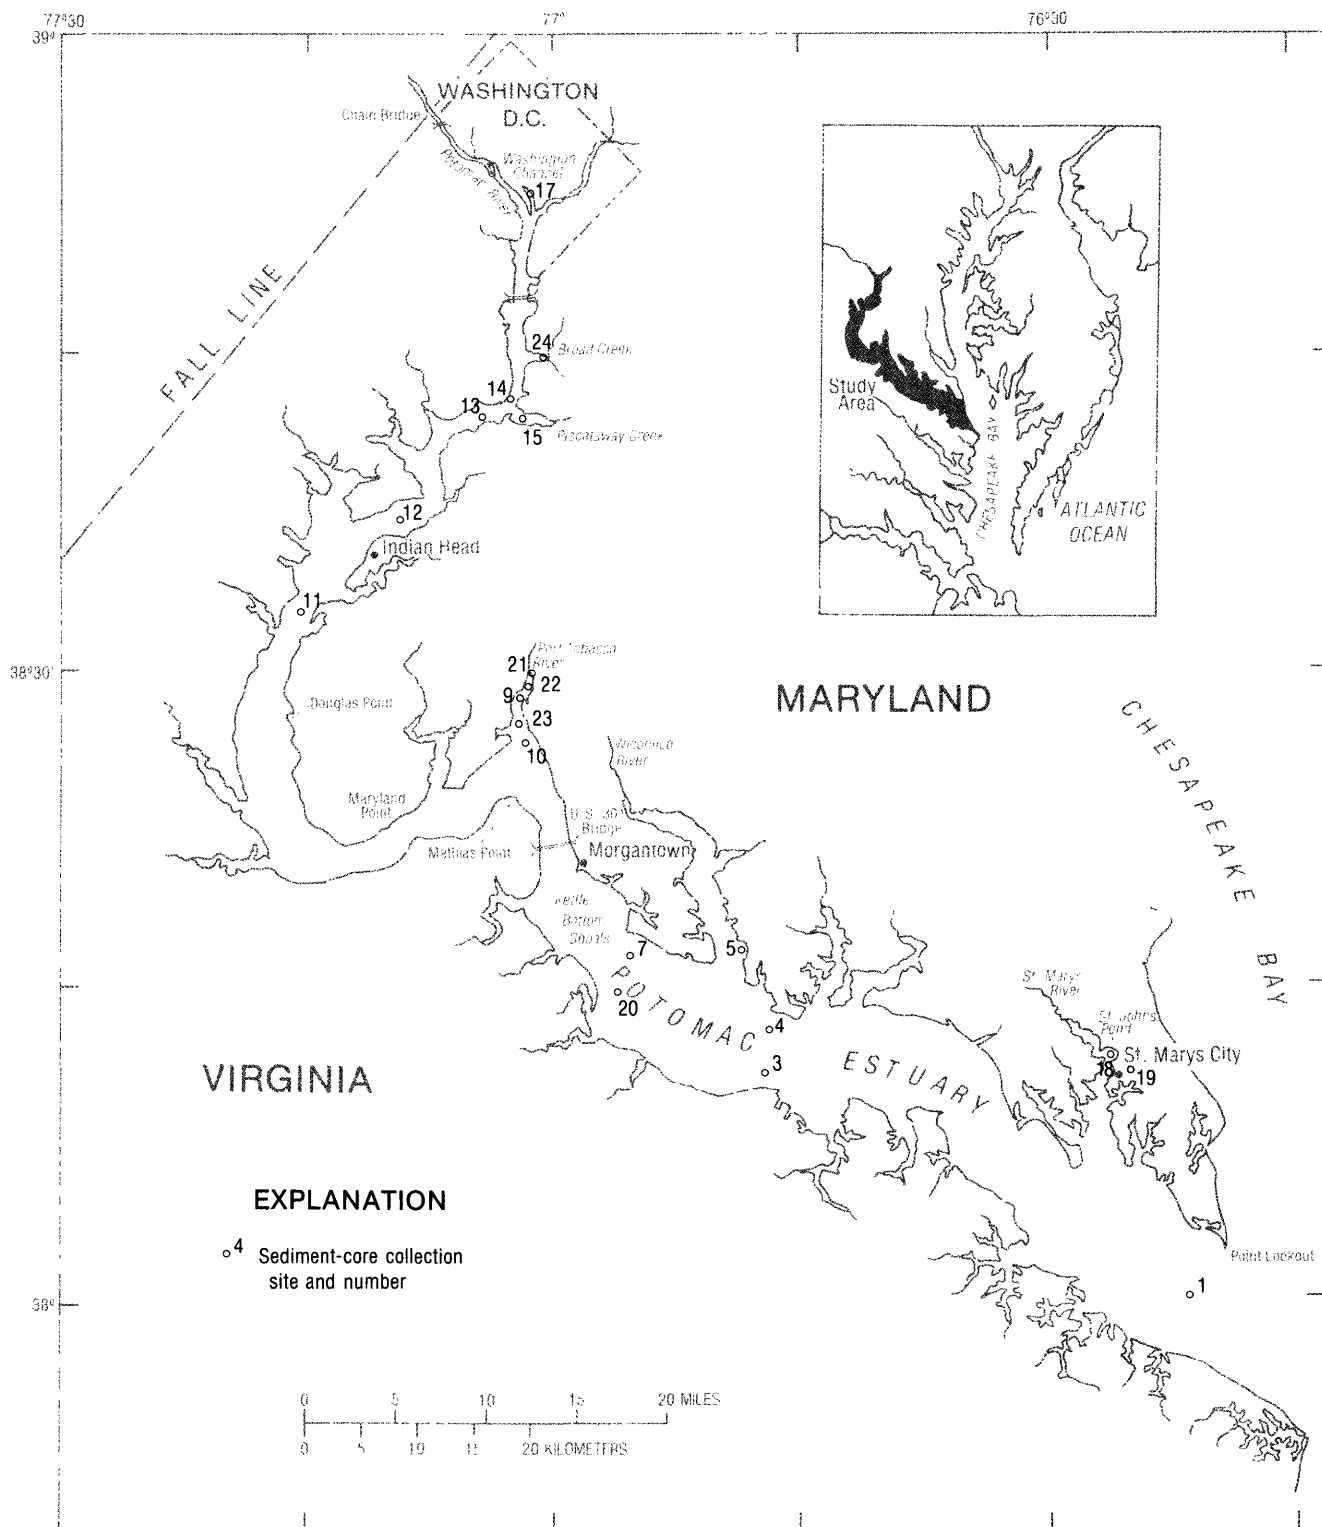 77°30
77°
76°30
39°
WASHINGTON
D.C.
Chain Bridge
Potomac River
Washington
Channel
17
FALL LINE
24
Broad Creek
14
13
15
Piscataway Creek
12
Indian Head
11
Study
Area
CHESAPEAKE BAY
ATLANTIC
OCEAN
38°30'
Port Tobacco
River
21
22
9
23
10
Douglas Point
MARYLAND
CHESAPEAKE BAY
Wicomico
River
Maryland
Point
U.S. 301
Bridge
Mathias Point
Morgantown
Kettle
Bottom
Shoals
7
5
20
POTOMAC
ESTUARY
4
3
St. Marys
River
St. Johns
Point
St. Marys City
18
19
VIRGINIA
EXPLANATION
4 Sediment-core collection
site and number
Point Lookout
1
38°
0 5 10 15 20 MILES
0 5 10 15 20 KILOMETERS